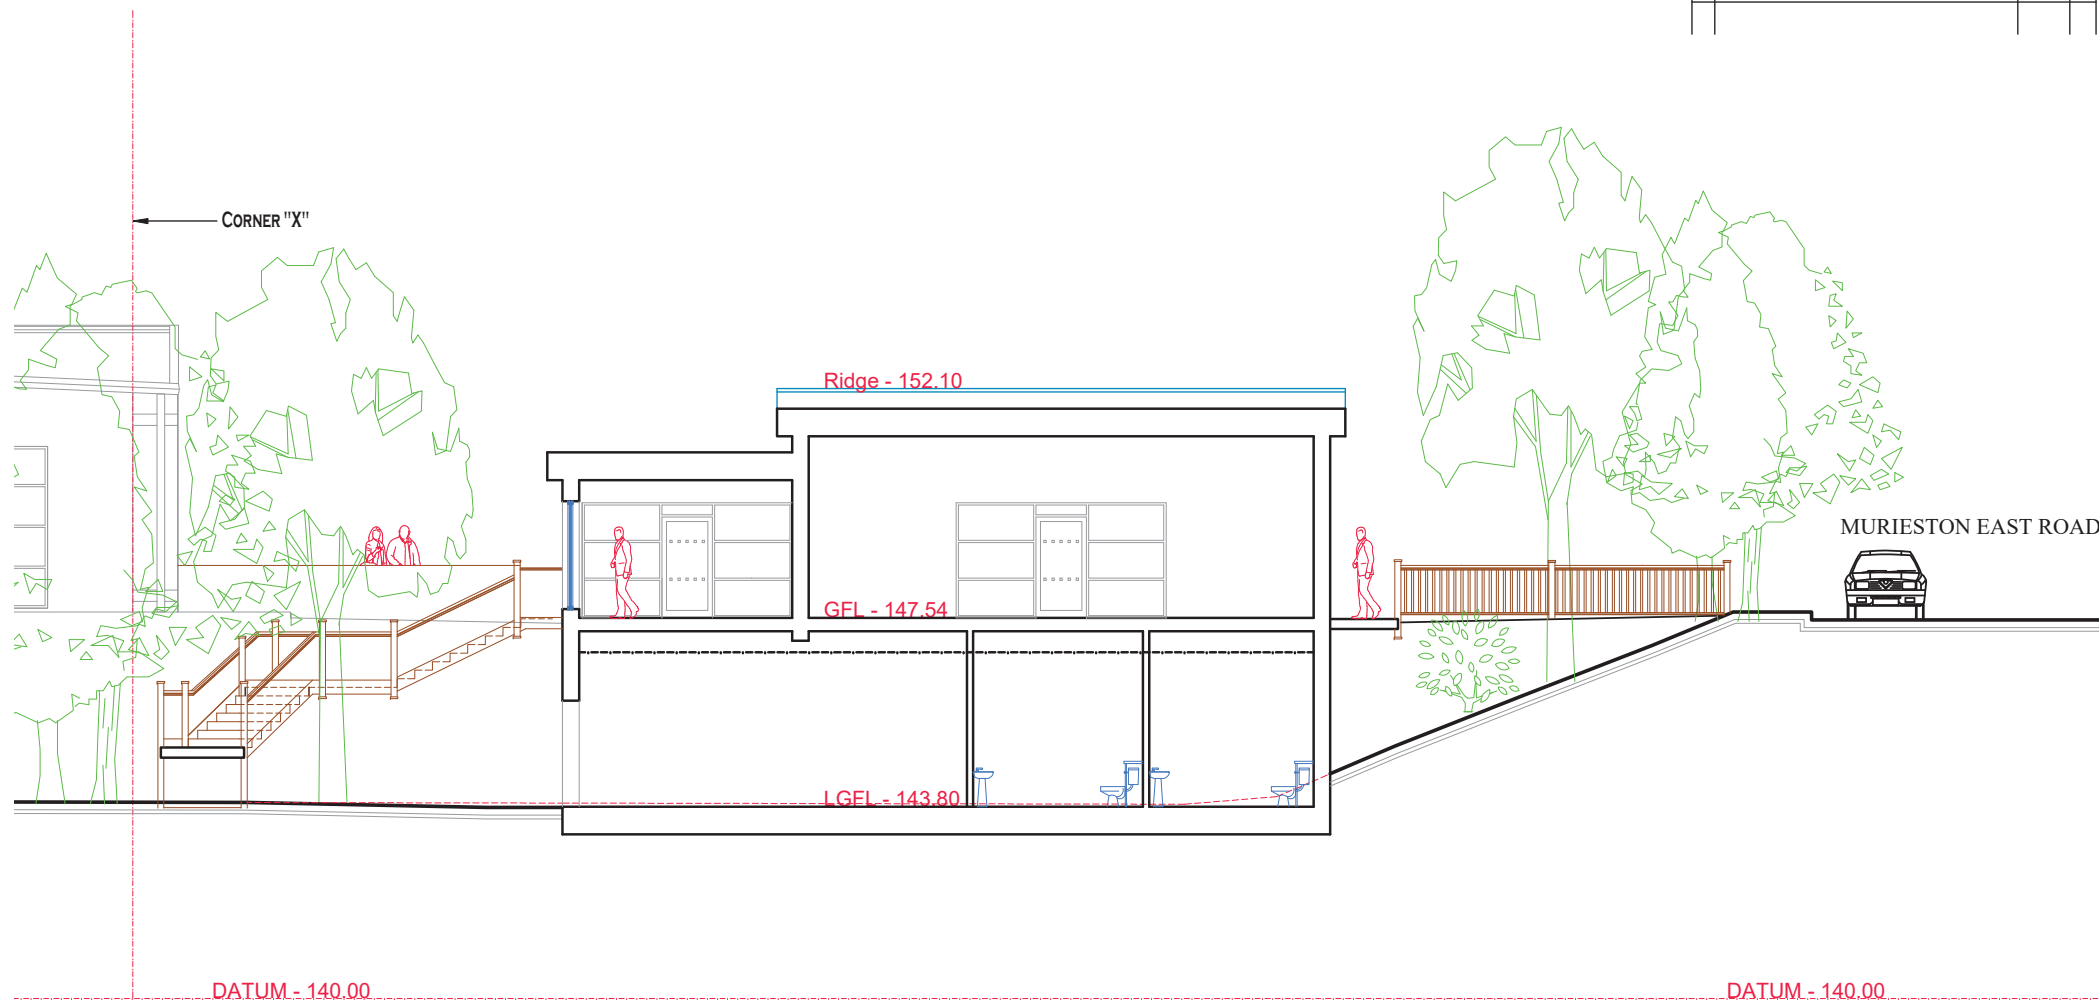 CORNER "X"
Ridge - 152.10
MURIESTON EAST ROAD
GFL - 147.54
LGFL - 143.80
DATUM - 140.00
DATUM - 140.00